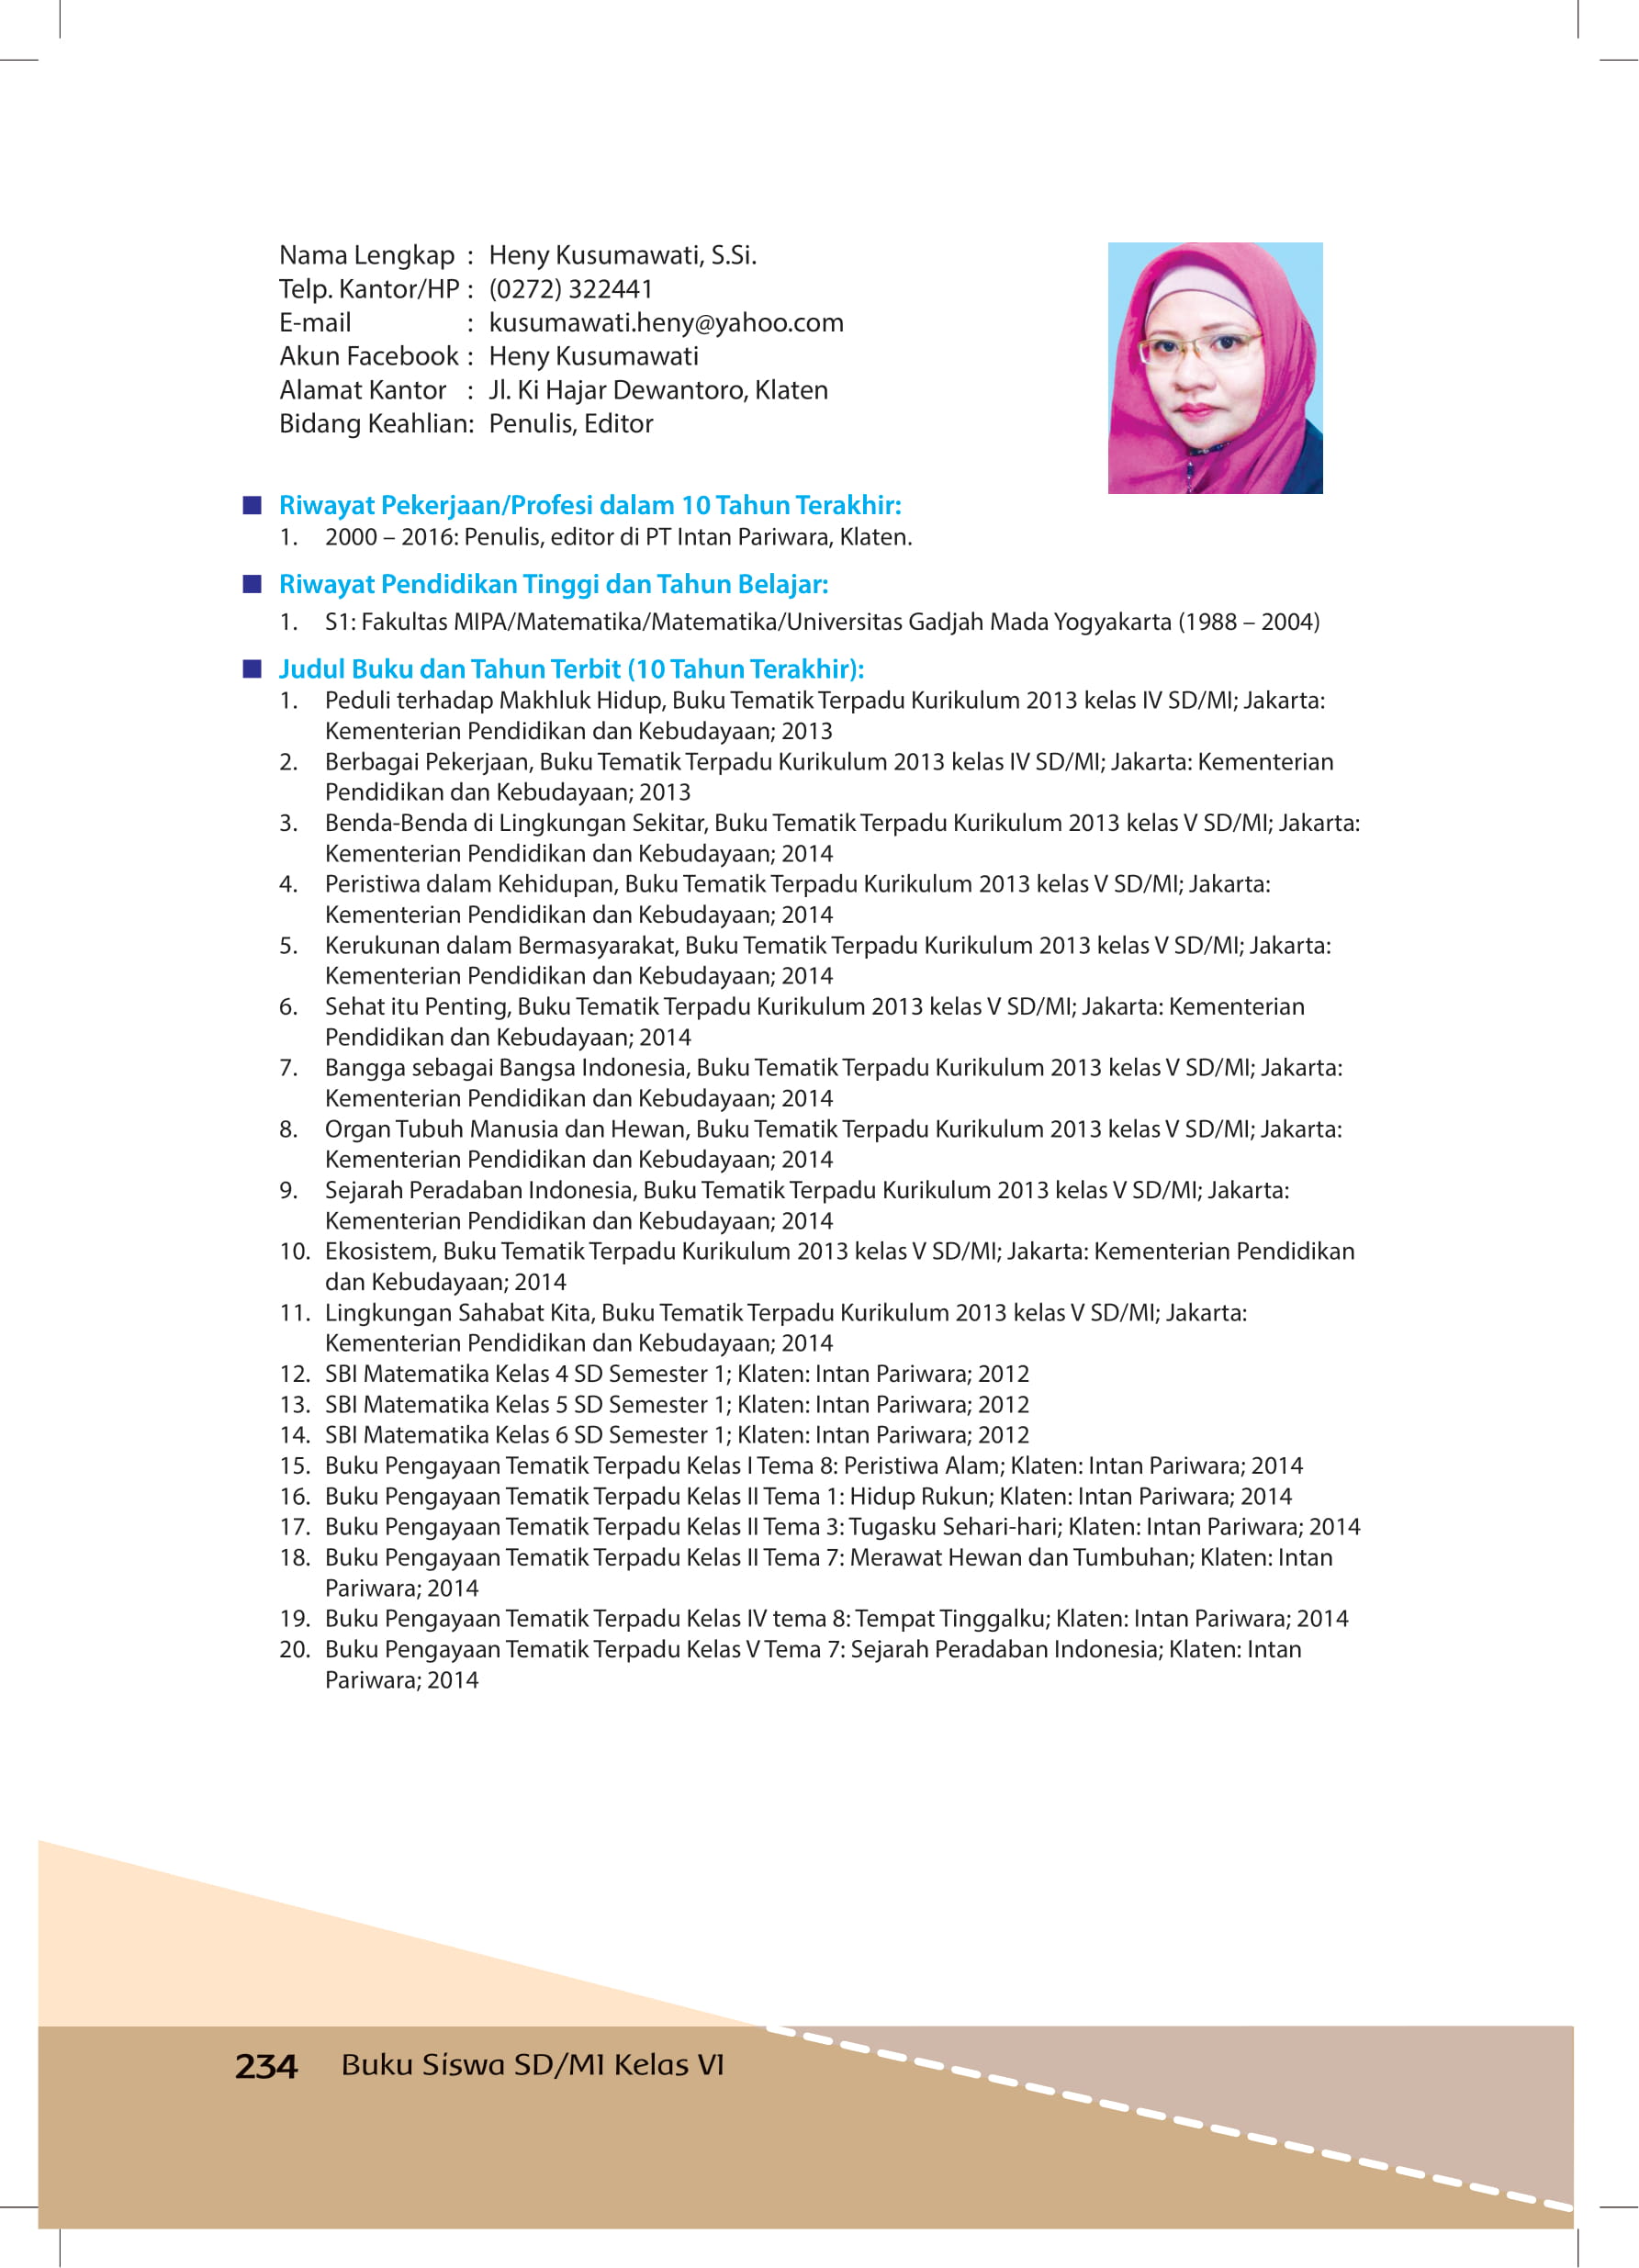 Nama Lengkap : Heny Kusumawati, S.Si.
Telp. Kantor/HP : (0272) 322441
E-mail : kusumawati.heny@yahoo.com
Akun Facebook : Heny Kusumawati
Alamat Kantor : Jl. Ki Hajar Dewantoro, Klaten
Bidang Keahlian: Penulis, Editor
Riwayat Pekerjaan/Profesi dalam 10 Tahun Terakhir:
1. 2000 – 2016: Penulis, editor di PT Intan Pariwara, Klaten.
Riwayat Pendidikan Tinggi dan Tahun Belajar:
1. S1: Fakultas MIPA/Matematika/Matematika/Universitas Gadjah Mada Yogyakarta (1988 – 2004)
Judul Buku dan Tahun Terbit (10 Tahun Terakhir):
1. Peduli terhadap Makhluk Hidup, Buku Tematik Terpadu Kurikulum 2013 kelas IV SD/MI; Jakarta:
Kementerian Pendidikan dan Kebudayaan; 2013
2. Berbagai Pekerjaan, Buku Tematik Terpadu Kurikulum 2013 kelas IV SD/MI; Jakarta: Kementerian
Pendidikan dan Kebudayaan; 2013
3. Benda-Benda di Lingkungan Sekitar, Buku Tematik Terpadu Kurikulum 2013 kelas V SD/MI; Jakarta:
Kementerian Pendidikan dan Kebudayaan; 2014
4. Peristiwa dalam Kehidupan, Buku Tematik Terpadu Kurikulum 2013 kelas V SD/MI; Jakarta:
Kementerian Pendidikan dan Kebudayaan; 2014
5. Kerukunan dalam Bermasyarakat, Buku Tematik Terpadu Kurikulum 2013 kelas V SD/MI; Jakarta:
Kementerian Pendidikan dan Kebudayaan; 2014
6. Sehat itu Penting, Buku Tematik Terpadu Kurikulum 2013 kelas V SD/MI; Jakarta: Kementerian
Pendidikan dan Kebudayaan; 2014
7. Bangga sebagai Bangsa Indonesia, Buku Tematik Terpadu Kurikulum 2013 kelas V SD/MI; Jakarta:
Kementerian Pendidikan dan Kebudayaan; 2014
8. Organ Tubuh Manusia dan Hewan, Buku Tematik Terpadu Kurikulum 2013 kelas V SD/MI; Jakarta:
Kementerian Pendidikan dan Kebudayaan; 2014
9. Sejarah Peradaban Indonesia, Buku Tematik Terpadu Kurikulum 2013 kelas V SD/MI; Jakarta:
Kementerian Pendidikan dan Kebudayaan; 2014
10. Ekosistem, Buku Tematik Terpadu Kurikulum 2013 kelas V SD/MI; Jakarta: Kementerian Pendidikan
dan Kebudayaan; 2014
11. Lingkungan Sahabat Kita, Buku Tematik Terpadu Kurikulum 2013 kelas V SD/MI; Jakarta:
Kementerian Pendidikan dan Kebudayaan; 2014
12. SBI Matematika Kelas 4 SD Semester 1; Klaten: Intan Pariwara; 2012
13. SBI Matematika Kelas 5 SD Semester 1; Klaten: Intan Pariwara; 2012
14. SBI Matematika Kelas 6 SD Semester 1; Klaten: Intan Pariwara; 2012
15. Buku Pengayaan Tematik Terpadu Kelas I Tema 8: Peristiwa Alam; Klaten: Intan Pariwara; 2014
16. Buku Pengayaan Tematik Terpadu Kelas II Tema 1: Hidup Rukun; Klaten: Intan Pariwara; 2014
17. Buku Pengayaan Tematik Terpadu Kelas II Tema 3: Tugasku Sehari-hari; Klaten: Intan Pariwara; 2014
18. Buku Pengayaan Tematik Terpadu Kelas II Tema 7: Merawat Hewan dan Tumbuhan; Klaten: Intan
Pariwara; 2014
19. Buku Pengayaan Tematik Terpadu Kelas IV tema 8: Tempat Tinggalku; Klaten: Intan Pariwara; 2014
20. Buku Pengayaan Tematik Terpadu Kelas V Tema 7: Sejarah Peradaban Indonesia; Klaten: Intan
Pariwara; 2014
234 Buku Siswa SD/MI Kelas VI